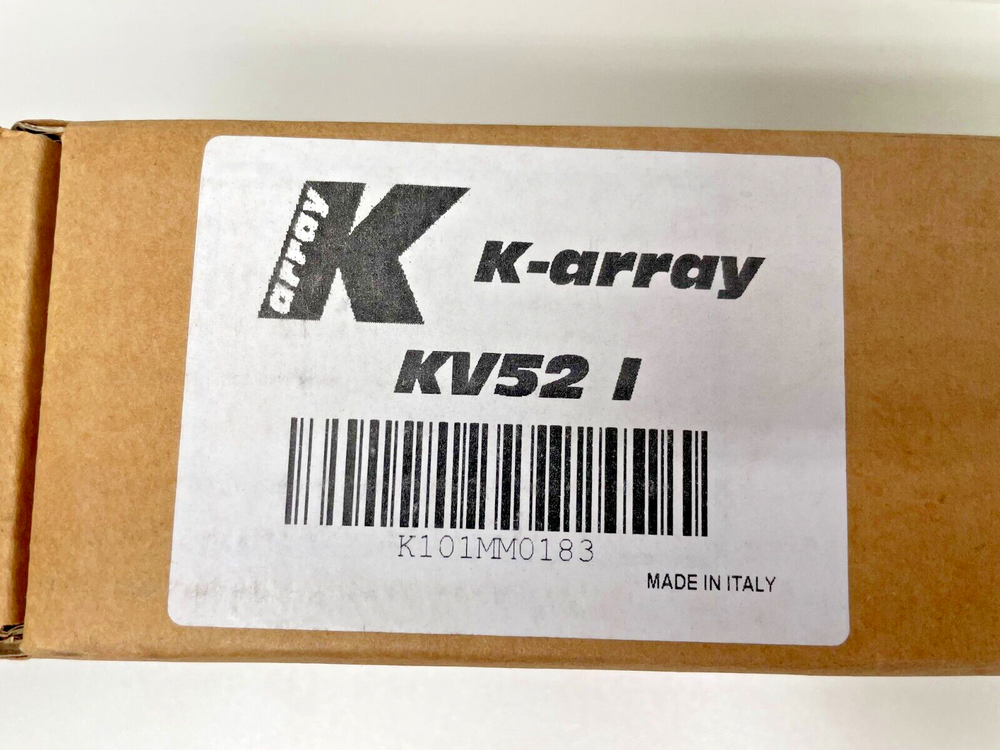 array K
K-array
KV52 I
K101MM0183
MADE IN ITALY